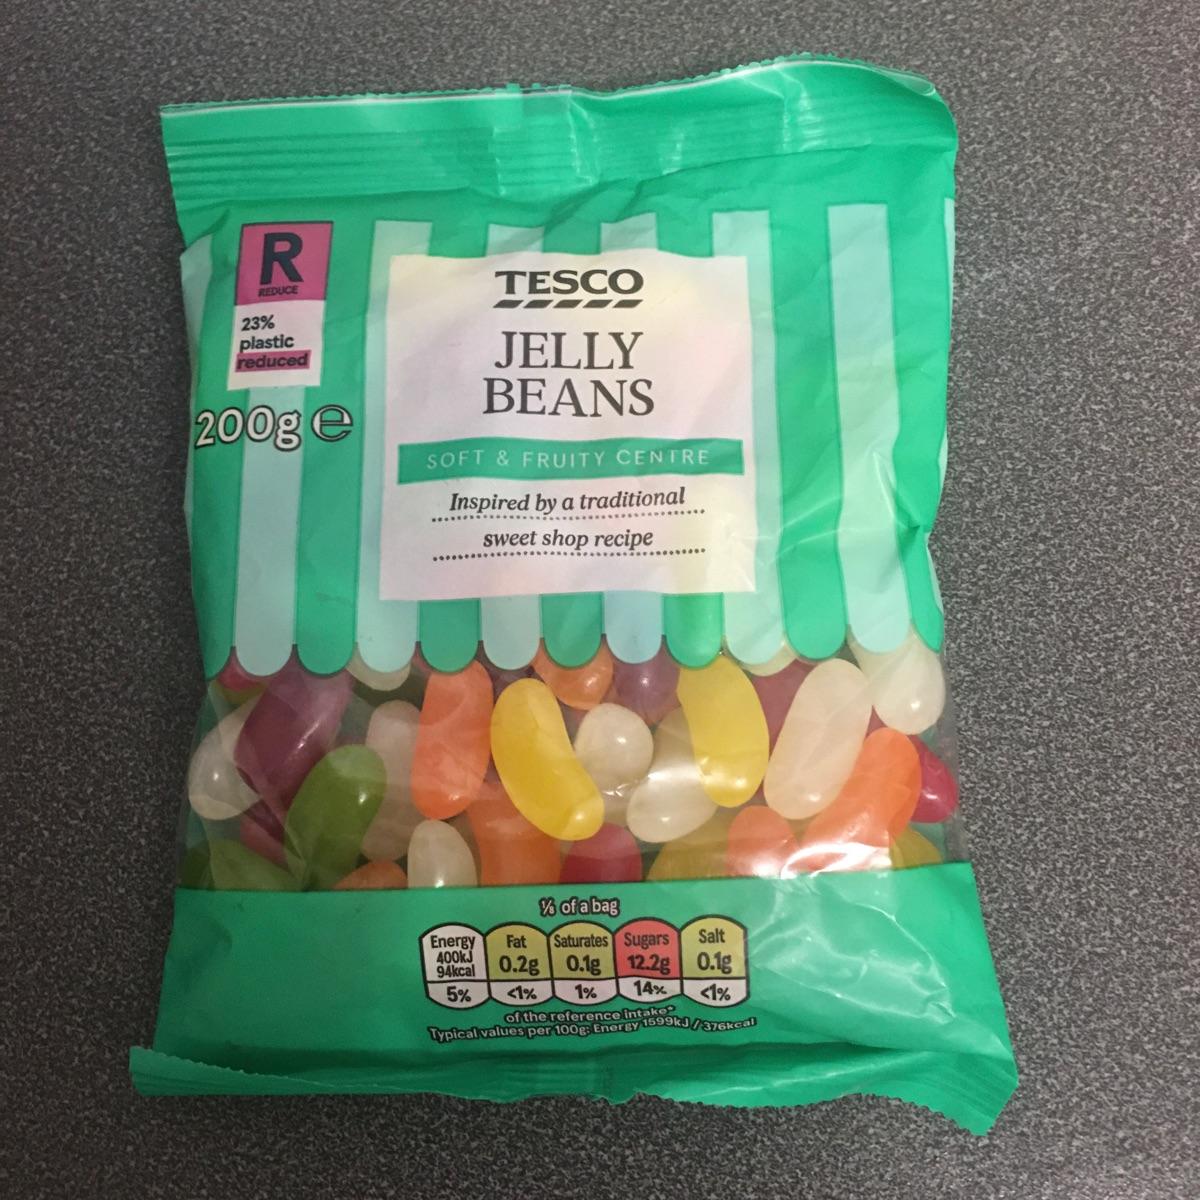 R
REDUCE
23%
plastic
reduced
200g ℮
TESCO
JELLY
BEANS
SOFT & FRUITY CENTRE
Inspired by a traditional
sweet shop recipe
⅛ of a bag
Energy
400kJ
94kcal
5%
Fat
0.2g
<1%
Saturates
0.1g
1%
Sugars
12.2g
14%
Salt
0.1g
<1%
of the reference intake*
Typical values per 100g: Energy 1599kJ / 376kcal